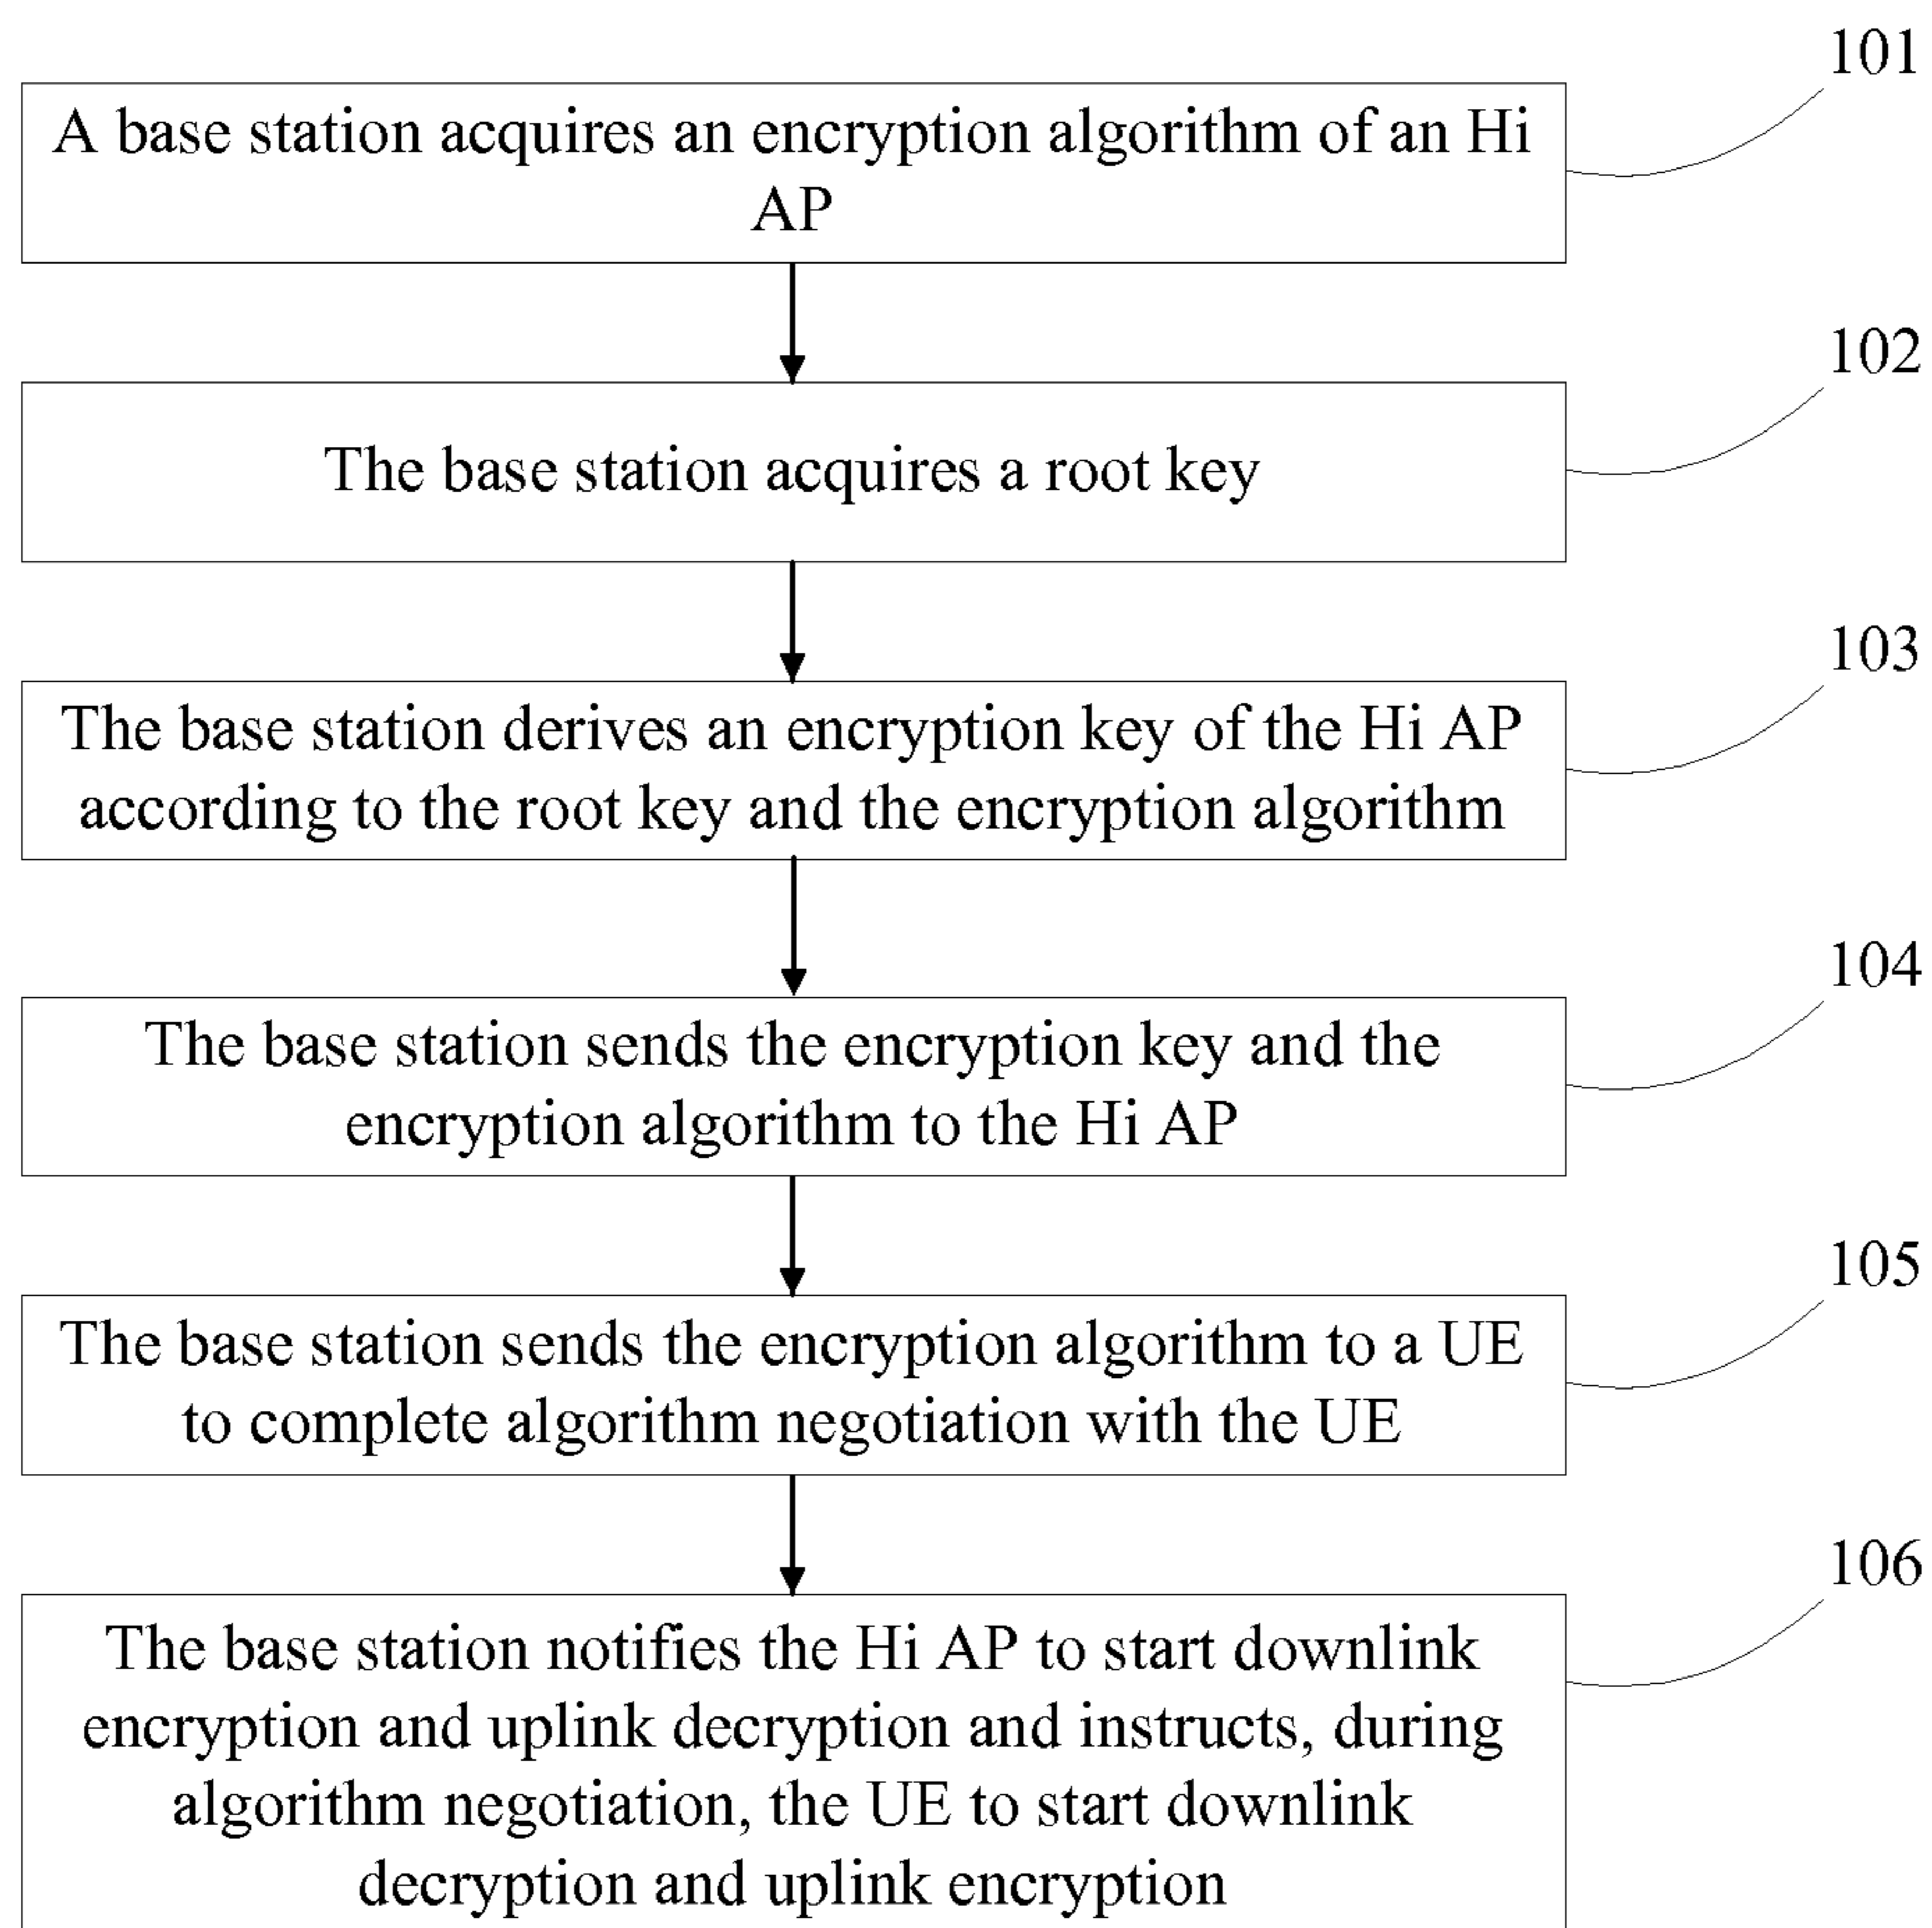 101
A base station acquires an encryption algorithm of an Hi
AP
102
The base station acquires a root key
103
The base station derives an encryption key of the Hi AP
according to the root key and the encryption algorithm
104
The base station sends the encryption key and the
encryption algorithm to the Hi AP
105
The base station sends the encryption algorithm to a UE
to complete algorithm negotiation with the UE
106
The base station notifies the Hi AP to start downlink
encryption and uplink decryption and instructs, during
algorithm negotiation, the UE to start downlink
decryption and uplink encryption